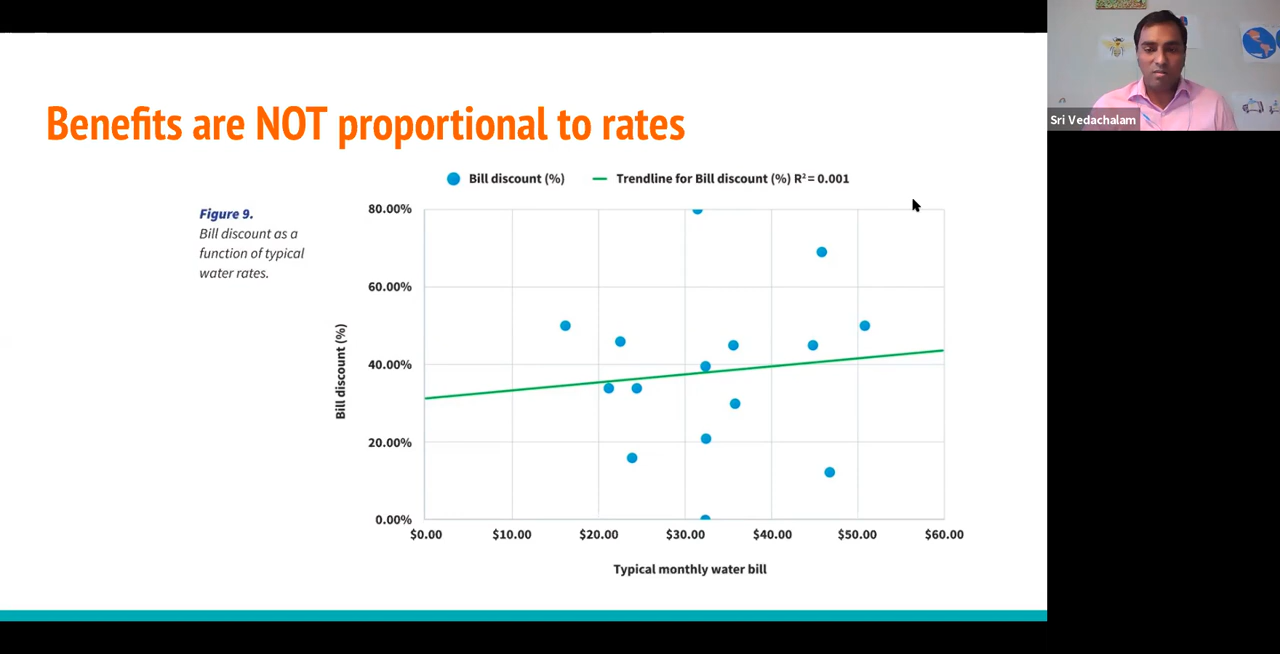 Sri Vedachalam
Benefits are NOT proportional to rates
Bill discount (%)
Trendline for Bill discount (%) R² = 0.001
Figure 9.
Bill discount as a
function of typical
water rates.
Bill discount (%)
80.00%
60.00%
40.00%
20.00%
0.00%
$0.00
$10.00
$20.00
$30.00
$40.00
$50.00
$60.00
Typical monthly water bill